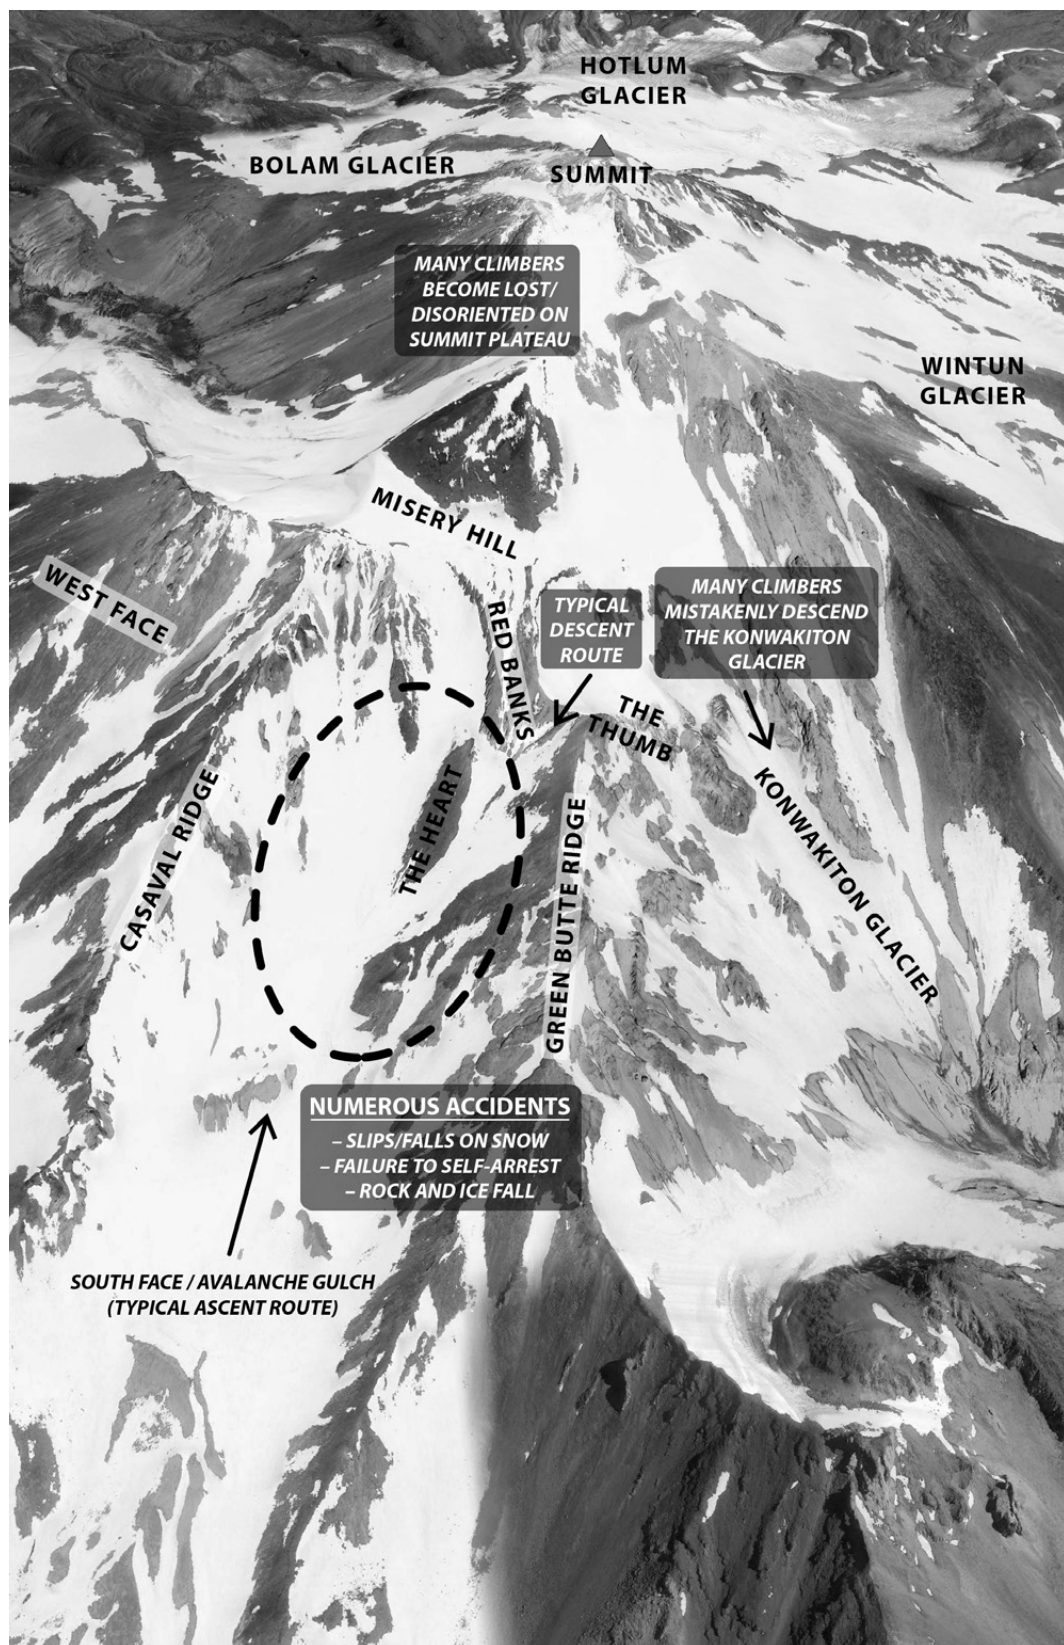 HOTLUM
GLACIER
BOLAM GLACIER
SUMMIT
MANY CLIMBERS
BECOME LOST/
DISORIENTED ON
SUMMIT PLATEAU
WINTUN
GLACIER
MISERY HILL
WEST FACE
RED BANKS
TYPICAL
DESCENT
ROUTE
MANY CLIMBERS
MISTAKENLY DESCEND
THE KONWAKITON
GLACIER
THE
THUMB
CASAVAL RIDGE
THE HEART
GREEN BUTTE RIDGE
KONWAKITON GLACIER
NUMEROUS ACCIDENTS
– SLIPS/FALLS ON SNOW
– FAILURE TO SELF-ARREST
– ROCK AND ICE FALL
SOUTH FACE / AVALANCHE GULCH
(TYPICAL ASCENT ROUTE)